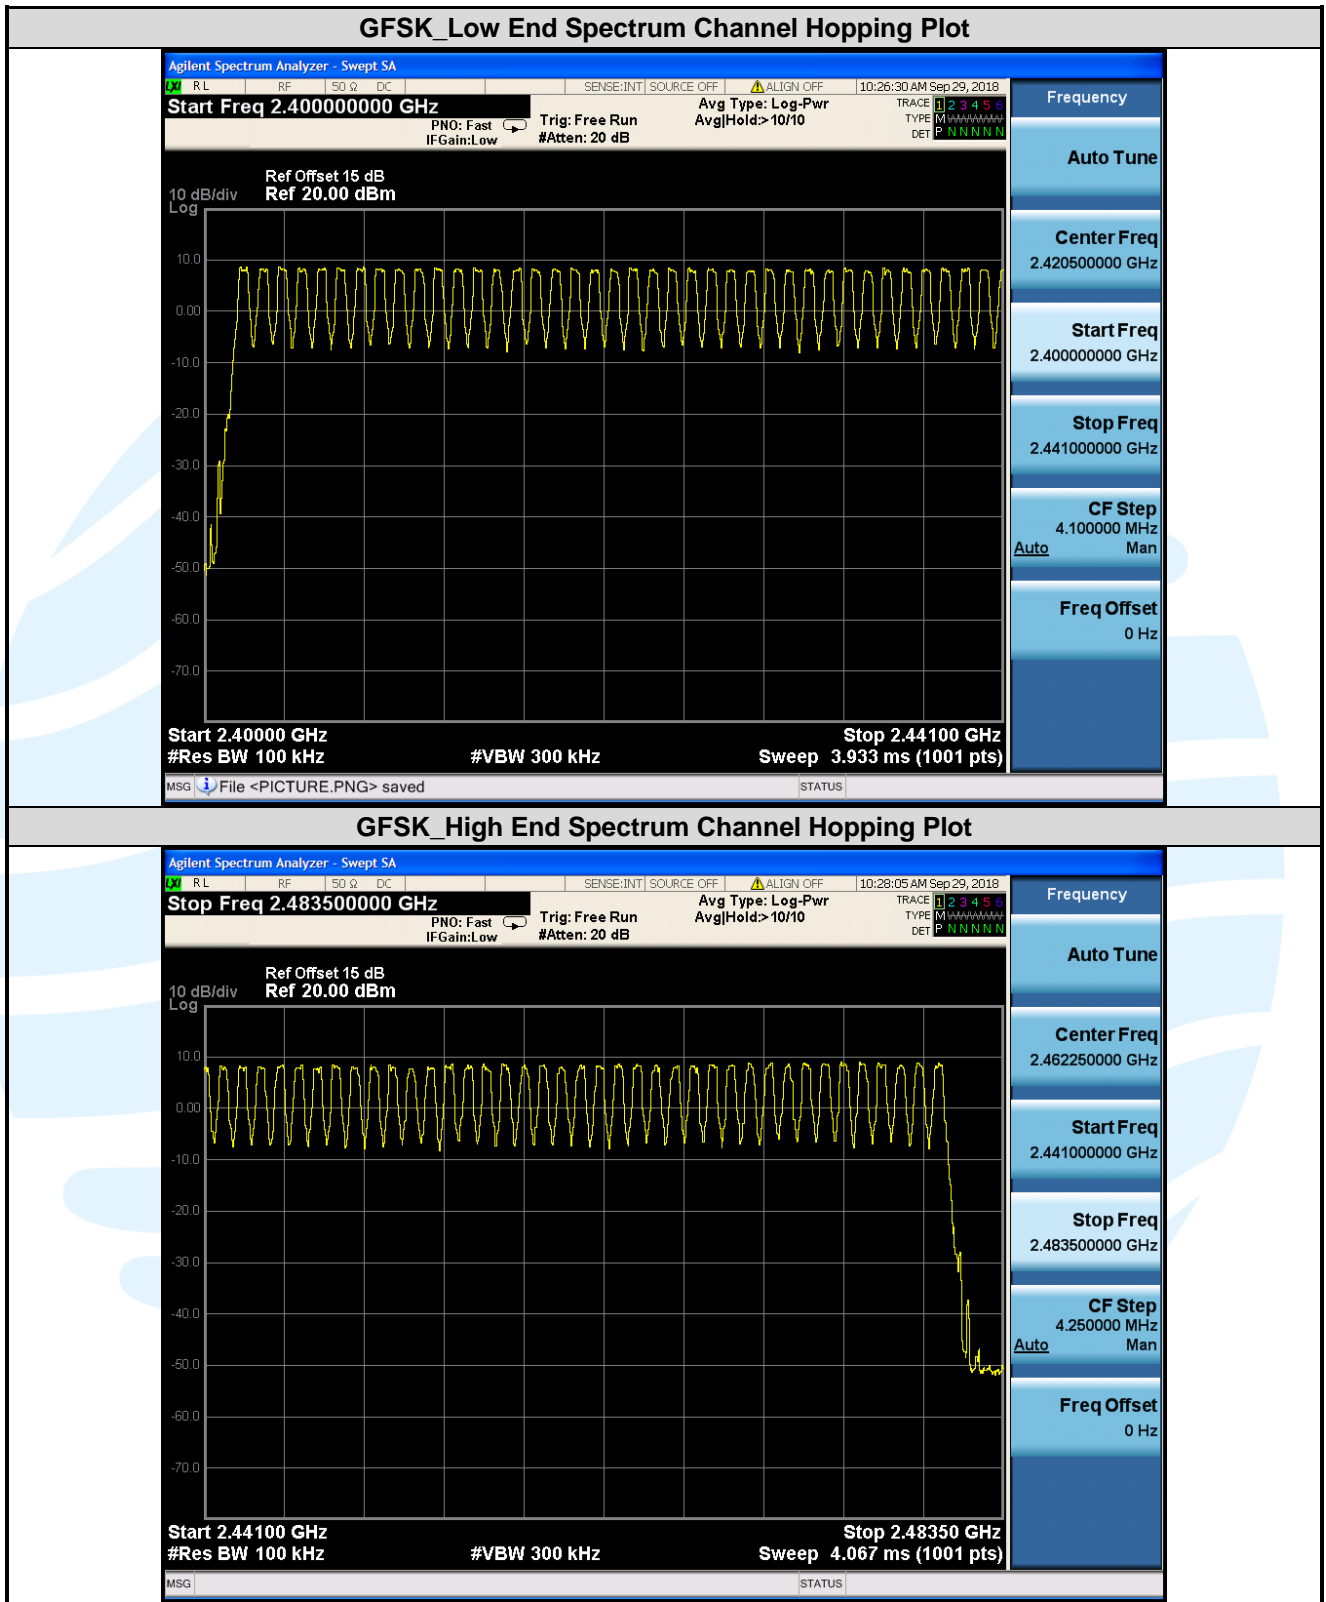 GFSK_Low End Spectrum Channel Hopping Plot
Agilent Spectrum Analyzer - Swept SA
LXI RL RF 50 Ω DC SENSE:INT SOURCE OFF ALIGN OFF 10:26:30 AM Sep 29, 2018
Start Freq 2.400000000 GHz
PNO: Fast
IFGain:Low
Trig: Free Run
#Atten: 20 dB
Avg Type: Log-Pwr
Avg|Hold:>10/10
TRACE 1 2 3 4 5 6
TYPE M WWWWW
DET P N N N N N
Ref Offset 15 dB
10 dB/div Ref 20.00 dBm
Log
10.0
0.00
-10.0
-20.0
-30.0
-40.0
-50.0
-60.0
-70.0
Start 2.40000 GHz Stop 2.44100 GHz
#Res BW 100 kHz #VBW 300 kHz Sweep 3.933 ms (1001 pts)
MSG File <PICTURE.PNG> saved STATUS
Frequency
Auto Tune
Center Freq
2.420500000 GHz
Start Freq
2.400000000 GHz
Stop Freq
2.441000000 GHz
CF Step
4.100000 MHz
Auto Man
Freq Offset
0 Hz
GFSK_High End Spectrum Channel Hopping Plot
Agilent Spectrum Analyzer - Swept SA
LXI RL RF 50 Ω DC SENSE:INT SOURCE OFF ALIGN OFF 10:28:05 AM Sep 29, 2018
Stop Freq 2.483500000 GHz
PNO: Fast
IFGain:Low
Trig: Free Run
#Atten: 20 dB
Avg Type: Log-Pwr
Avg|Hold:>10/10
TRACE 1 2 3 4 5 6
TYPE M WWWWW
DET P N N N N N
Ref Offset 15 dB
10 dB/div Ref 20.00 dBm
Log
10.0
0.00
-10.0
-20.0
-30.0
-40.0
-50.0
-60.0
-70.0
Start 2.44100 GHz Stop 2.48350 GHz
#Res BW 100 kHz #VBW 300 kHz Sweep 4.067 ms (1001 pts)
MSG STATUS
Frequency
Auto Tune
Center Freq
2.462250000 GHz
Start Freq
2.441000000 GHz
Stop Freq
2.483500000 GHz
CF Step
4.250000 MHz
Auto Man
Freq Offset
0 Hz